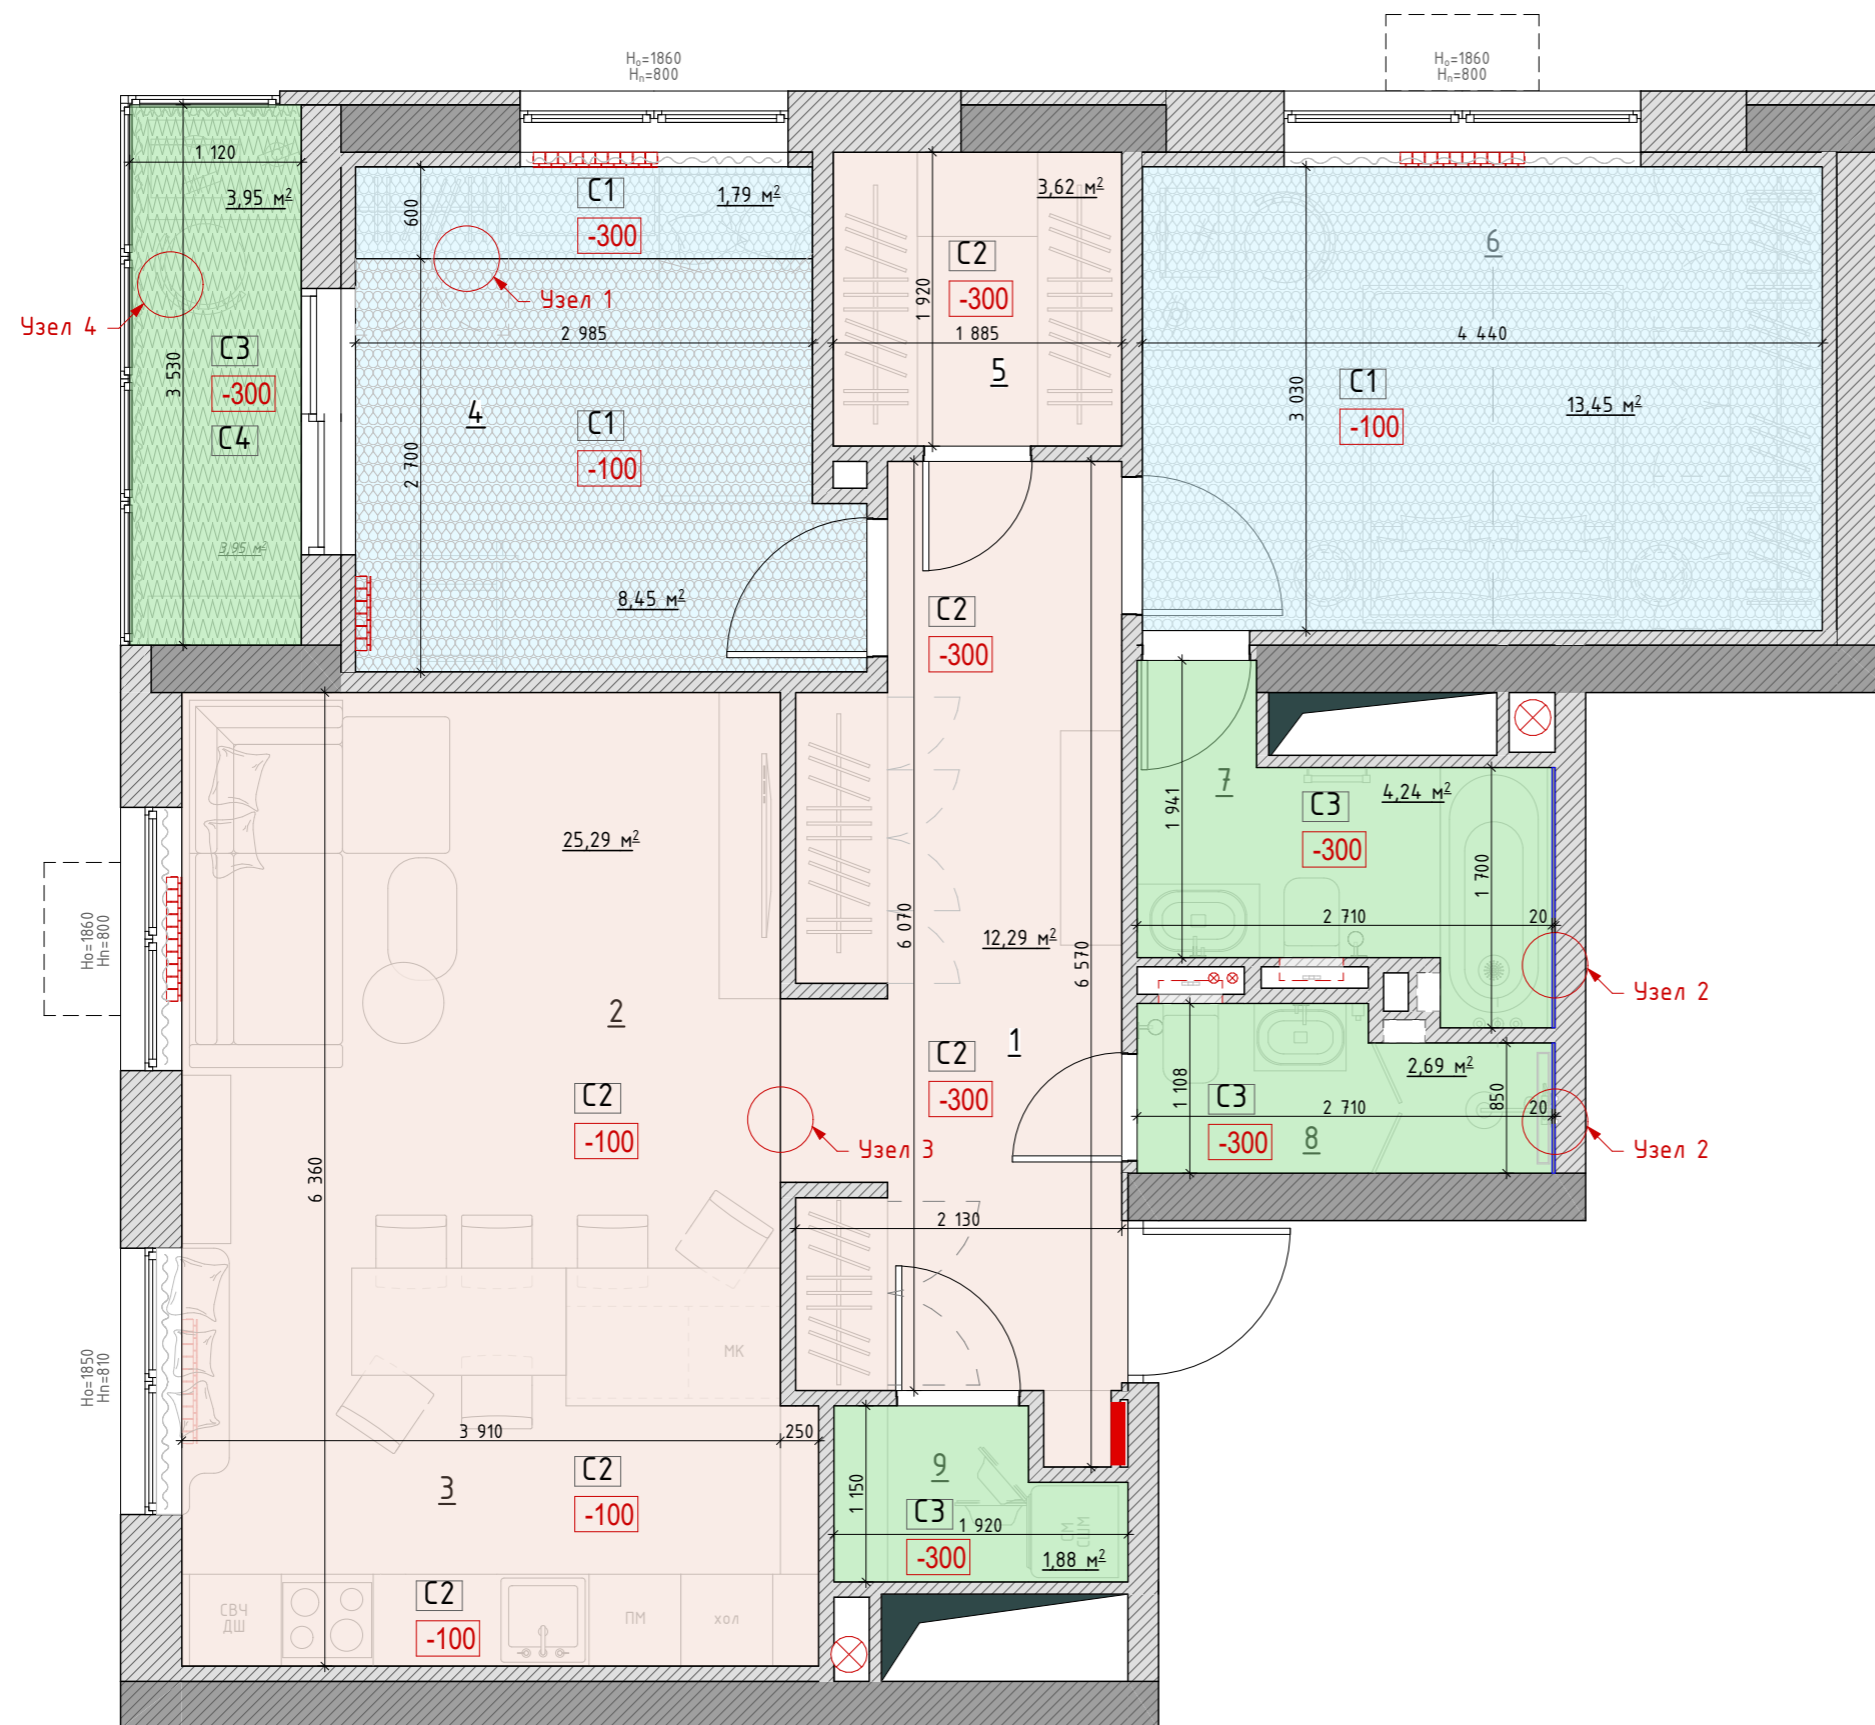 Hₒ=1860
Hₙ=800
Hₒ=1860
Hₙ=800
1 120
3,95 м²
600
С1
-300
1,79 м²
3,62 м²
С2
-300
1 920
6
Узел 1
Узел 4
2 985
1 885
4 440
С3
-300
С4
3 530
4
С1
-100
5
С1
-100
3 030
13,45 м²
2 700
3,95 м²
8,45 м²
С2
-300
7
С3
-300
4,24 м²
1 941
1 700
25,29 м²
Hо=1860
Hп=800
2 710
20
6 070
12,29 м²
6 570
Узел 2
2
1
С2
-300
С2
-100
Узел 3
1 108
С3
-300
2,69 м²
850
2 710
20
8
Узел 2
6 360
2 130
МК
Hо=1850
Hп=810
3 910
250
3
С2
-100
9
1 150
С3
-300
1 920
СМ
СШМ
1,88 м²
СВЧ
ДШ
С2
-100
ПМ
хол